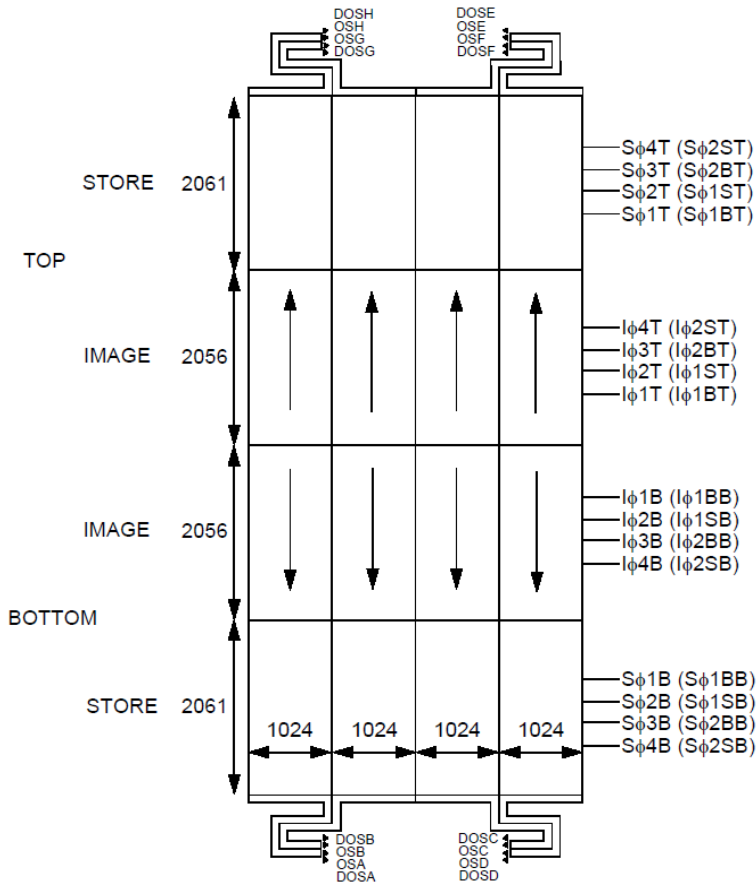 DOSH
OSH
OSG
DOSG
DOSE
OSE
OSF
DOSF
Sϕ4T (Sϕ2ST)
Sϕ3T (Sϕ2BT)
STORE 2061
Sϕ2T (Sϕ1ST)
Sϕ1T (Sϕ1BT)
TOP
Iϕ4T (Iϕ2ST)
IMAGE 2056
Iϕ3T (Iϕ2BT)
Iϕ2T (Iϕ1ST)
Iϕ1T (Iϕ1BT)
Iϕ1B (Iϕ1BB)
Iϕ2B (Iϕ1SB)
IMAGE 2056
Iϕ3B (Iϕ2BB)
Iϕ4B (Iϕ2SB)
BOTTOM
Sϕ1B (Sϕ1BB)
STORE 2061
Sϕ2B (Sϕ1SB)
1024 1024 1024 1024
Sϕ3B (Sϕ2BB)
Sϕ4B (Sϕ2SB)
DOSB
OSB
OSA
DOSA
DOSC
OSC
OSD
DOSD